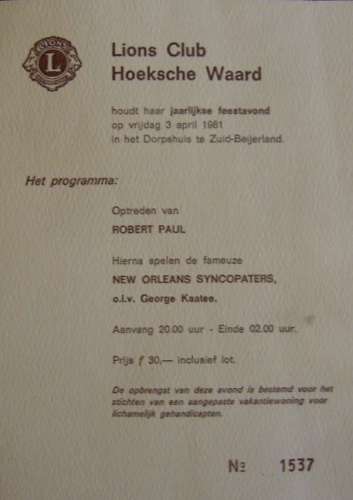 LIONS
L
Lions Club
Hoeksche Waard
houdt haar jaarlijkse feestavond
op vrijdag 3 april 1981
in het Dorpshuis te Zuid-Beijerland.
Het programma:
Optreden van
ROBERT PAUL
Hierna spelen de fameuze
NEW ORLEANS SYNCOPATERS,
o.l.v. George Kaatee.
Aanvang 20.00 uur - Einde 02.00 uur.
Prijs ƒ 30,— inclusief lot.
De opbrengst van deze avond is bestemd voor het
stichten van een aangepaste vakantiewoning voor
lichamelijk gehandicapten.
Nº 1537